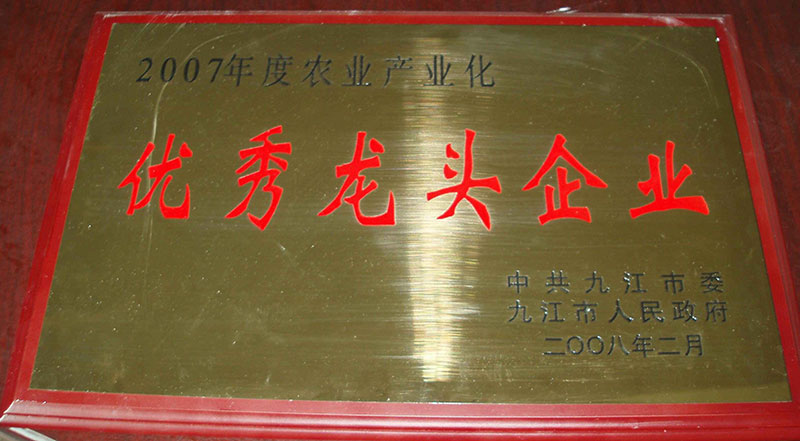 2007年度农业产业化
优秀龙头企业
中共九江市委
九江市人民政府
二〇〇八年二月